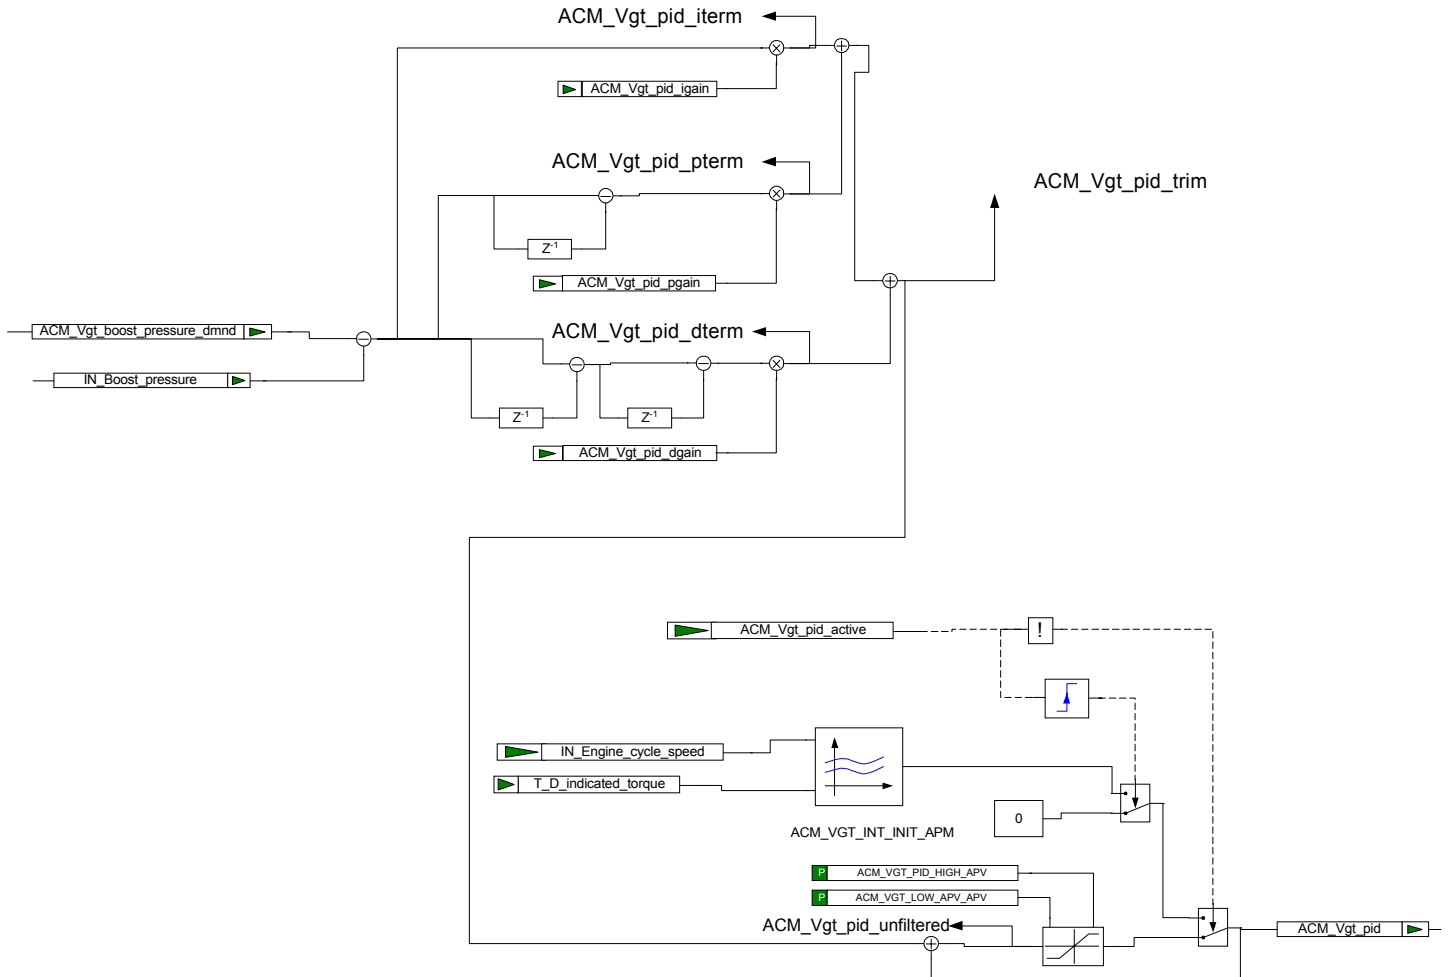 ACM_Vgt_pid_iterm
ACM_Vgt_pid_igain
ACM_Vgt_pid_pterm
ACM_Vgt_pid_trim
Z-1
ACM_Vgt_pid_pgain
ACM_Vgt_boost_pressure_dmnd
ACM_Vgt_pid_dterm
IN_Boost_pressure
Z-1
Z-1
ACM_Vgt_pid_dgain
ACM_Vgt_pid_active
!
IN_Engine_cycle_speed
T_D_indicated_torque
0
ACM_VGT_INT_INIT_APM
P ACM_VGT_PID_HIGH_APV
P ACM_VGT_LOW_APV_APV
ACM_Vgt_pid_unfiltered
ACM_Vgt_pid